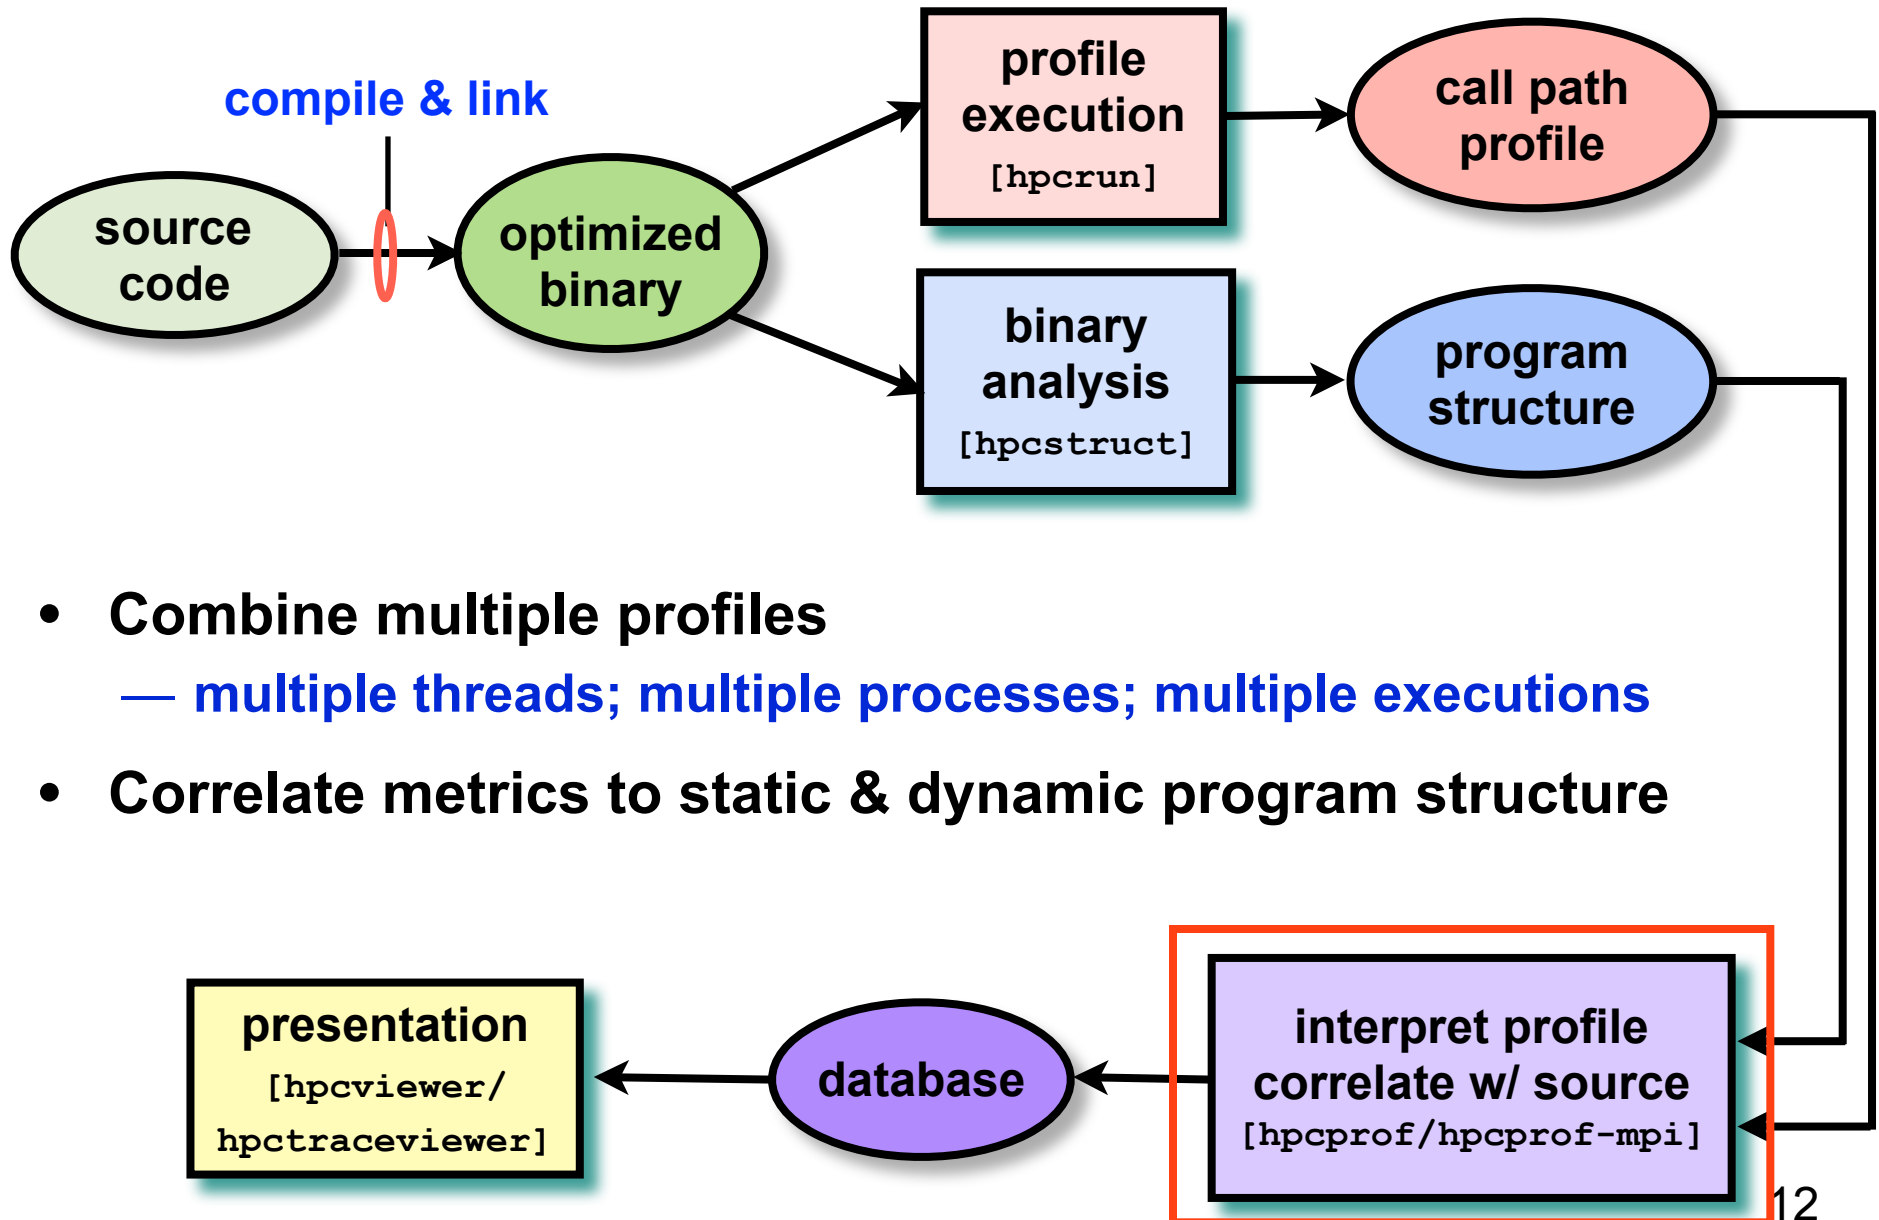 compile & link
source
code
optimized
binary
profile
execution
[hpcrun]
call path
profile
binary
analysis
[hpcstruct]
program
structure
• Combine multiple profiles
— multiple threads; multiple processes; multiple executions
• Correlate metrics to static & dynamic program structure
presentation
[hpcviewer/
hpctraceviewer]
database
interpret profile
correlate w/ source
[hpcprof/hpcprof-mpi]
12